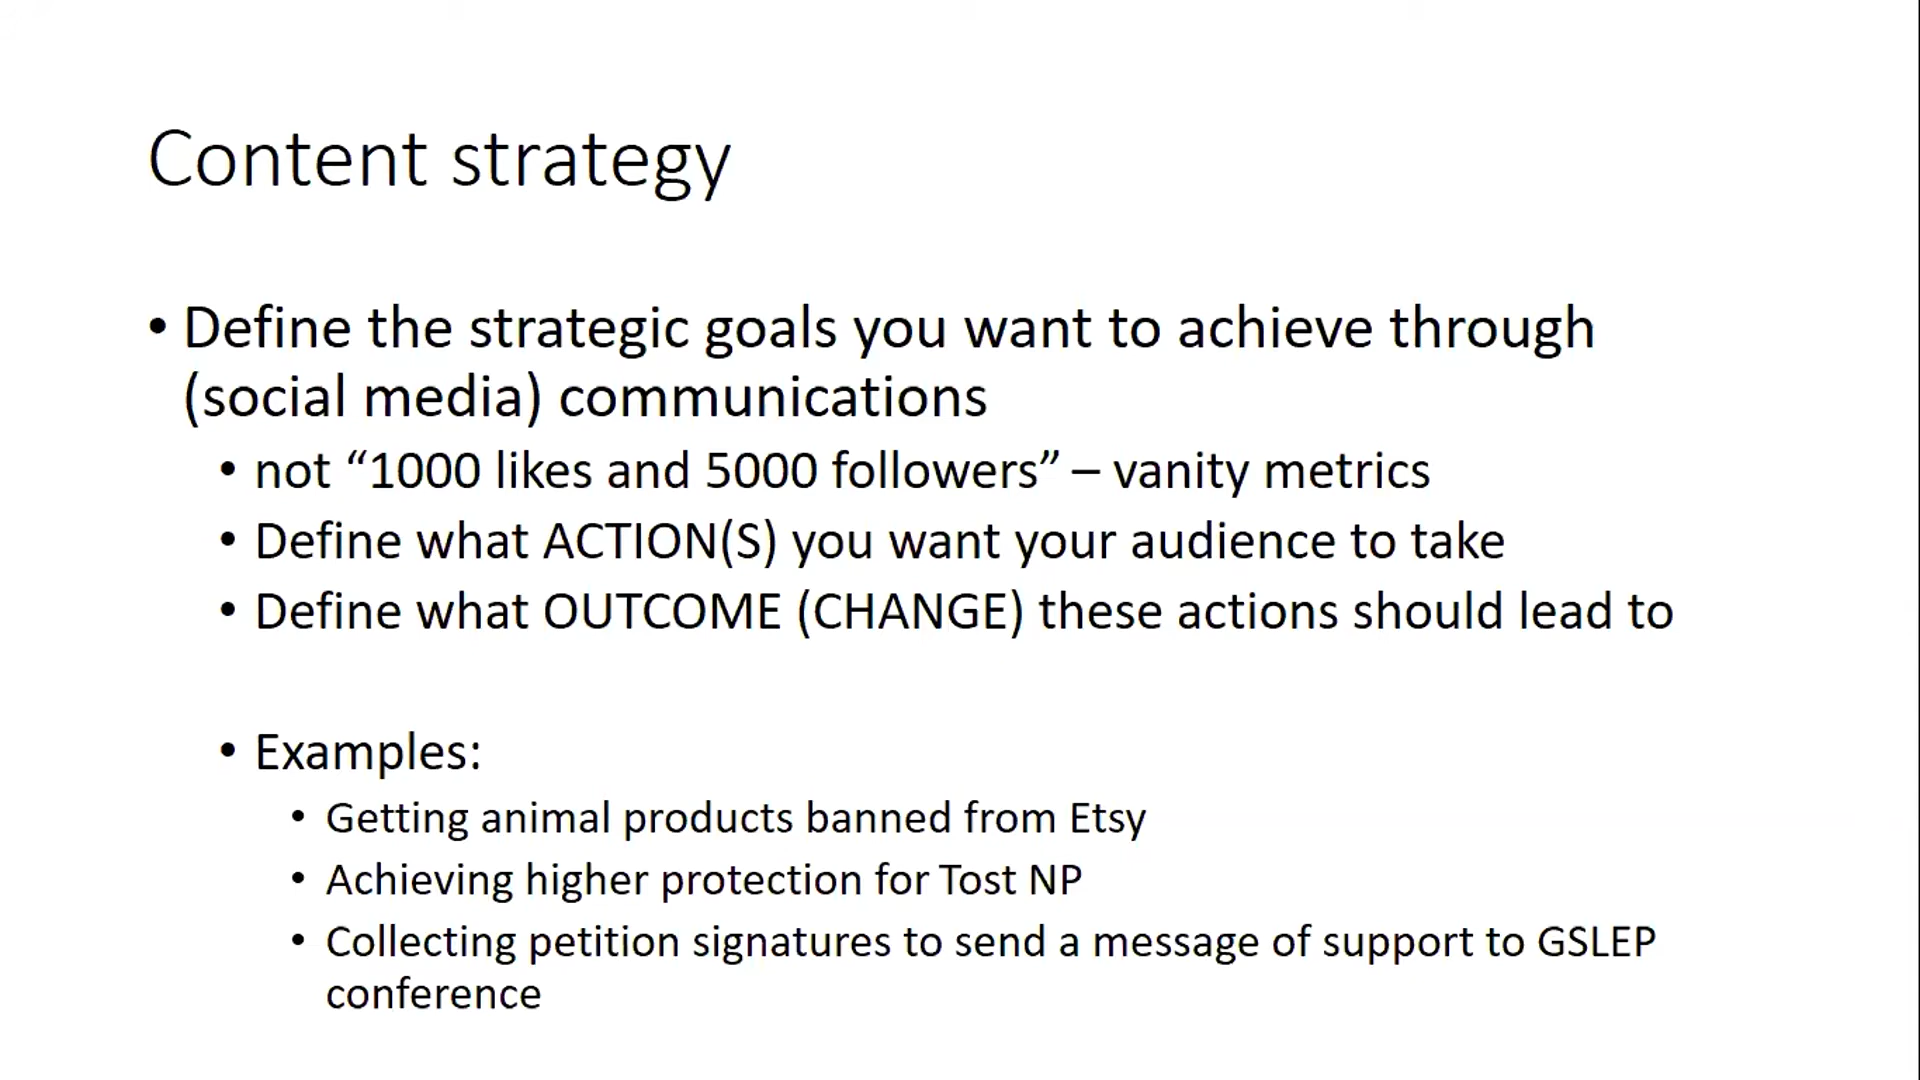 Content strategy
• Define the strategic goals you want to achieve through
(social media) communications
• not “1000 likes and 5000 followers” – vanity metrics
• Define what ACTION(S) you want your audience to take
• Define what OUTCOME (CHANGE) these actions should lead to
• Examples:
• Getting animal products banned from Etsy
• Achieving higher protection for Tost NP
• Collecting petition signatures to send a message of support to GSLEP
conference